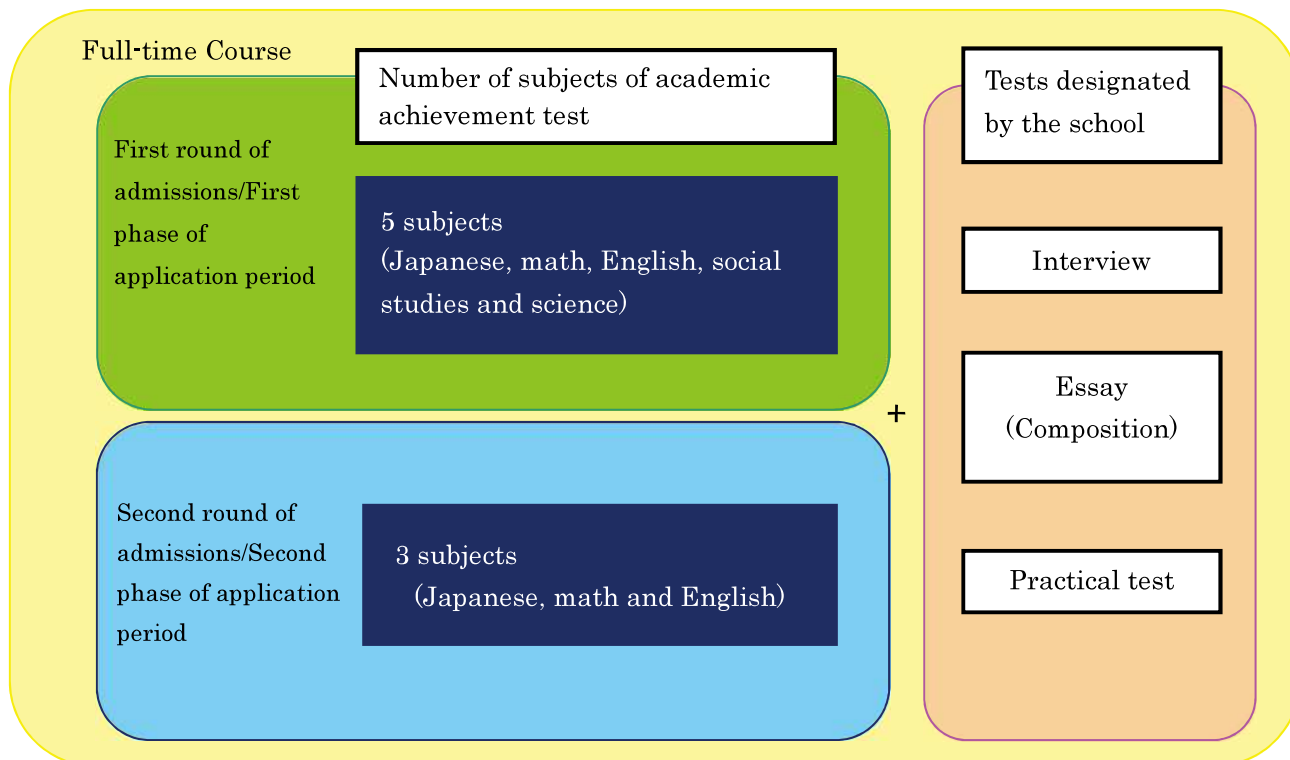 Full-time Course
Number of subjects of academic
achievement test
First round of
admissions/First
phase of
application period
5 subjects
(Japanese, math, English, social
studies and science)
Second round of
admissions/Second
phase of application
period
3 subjects
(Japanese, math and English)
+
Tests designated
by the school
Interview
Essay
(Composition)
Practical test